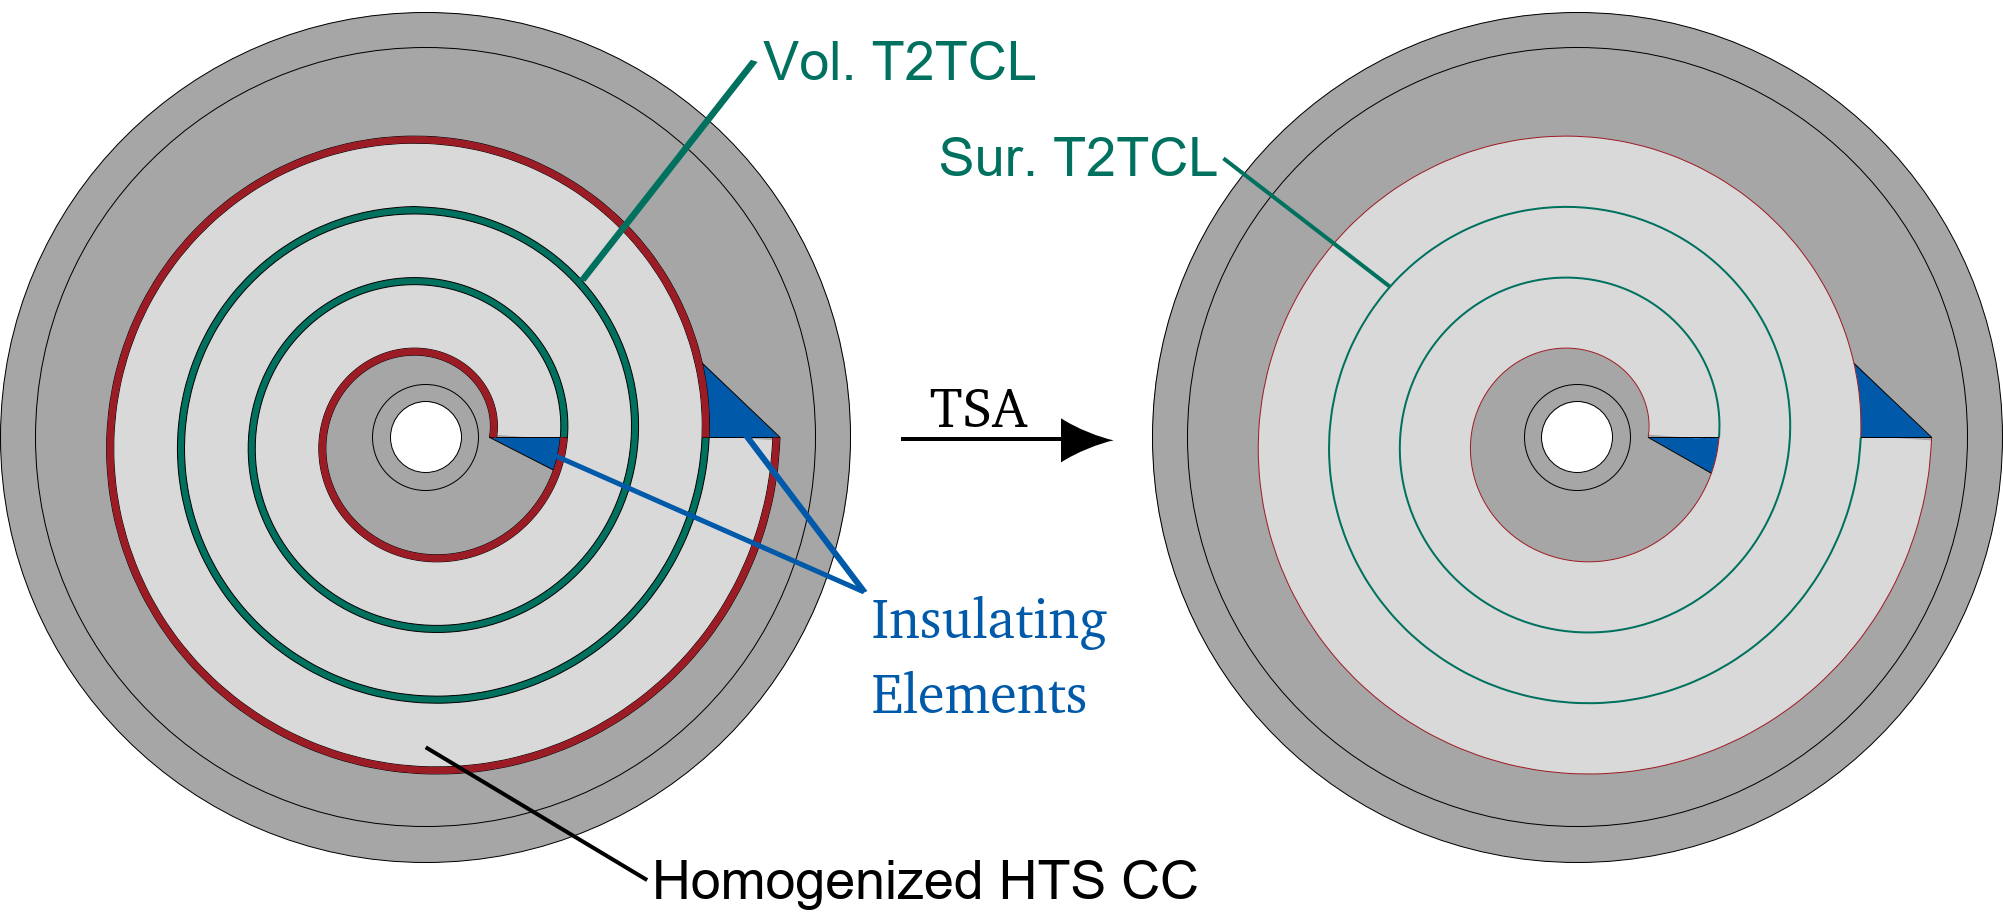 Vol. T2TCL
Sur. T2TCL
TSA
Insulating
Elements
Homogenized HTS CC